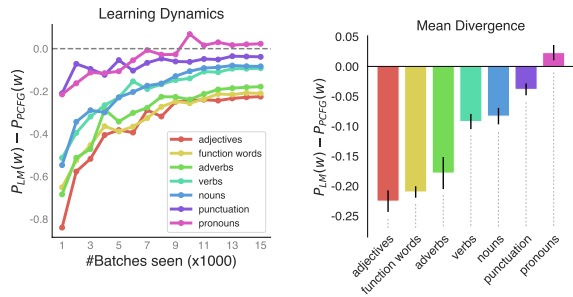 Learning Dynamics
P_LM(w) − P_PCFG(w)
0.0
−0.2
−0.4
−0.6
−0.8
adjectives
function words
adverbs
verbs
nouns
punctuation
pronouns
1 3 5 7 9 11 13 15
#Batches seen (x1000)
Mean Divergence
P_LM(w) − P_PCFG(w)
0.05
0.00
−0.05
−0.10
−0.15
−0.20
−0.25
adjectives
function words
adverbs
verbs
nouns
punctuation
pronouns